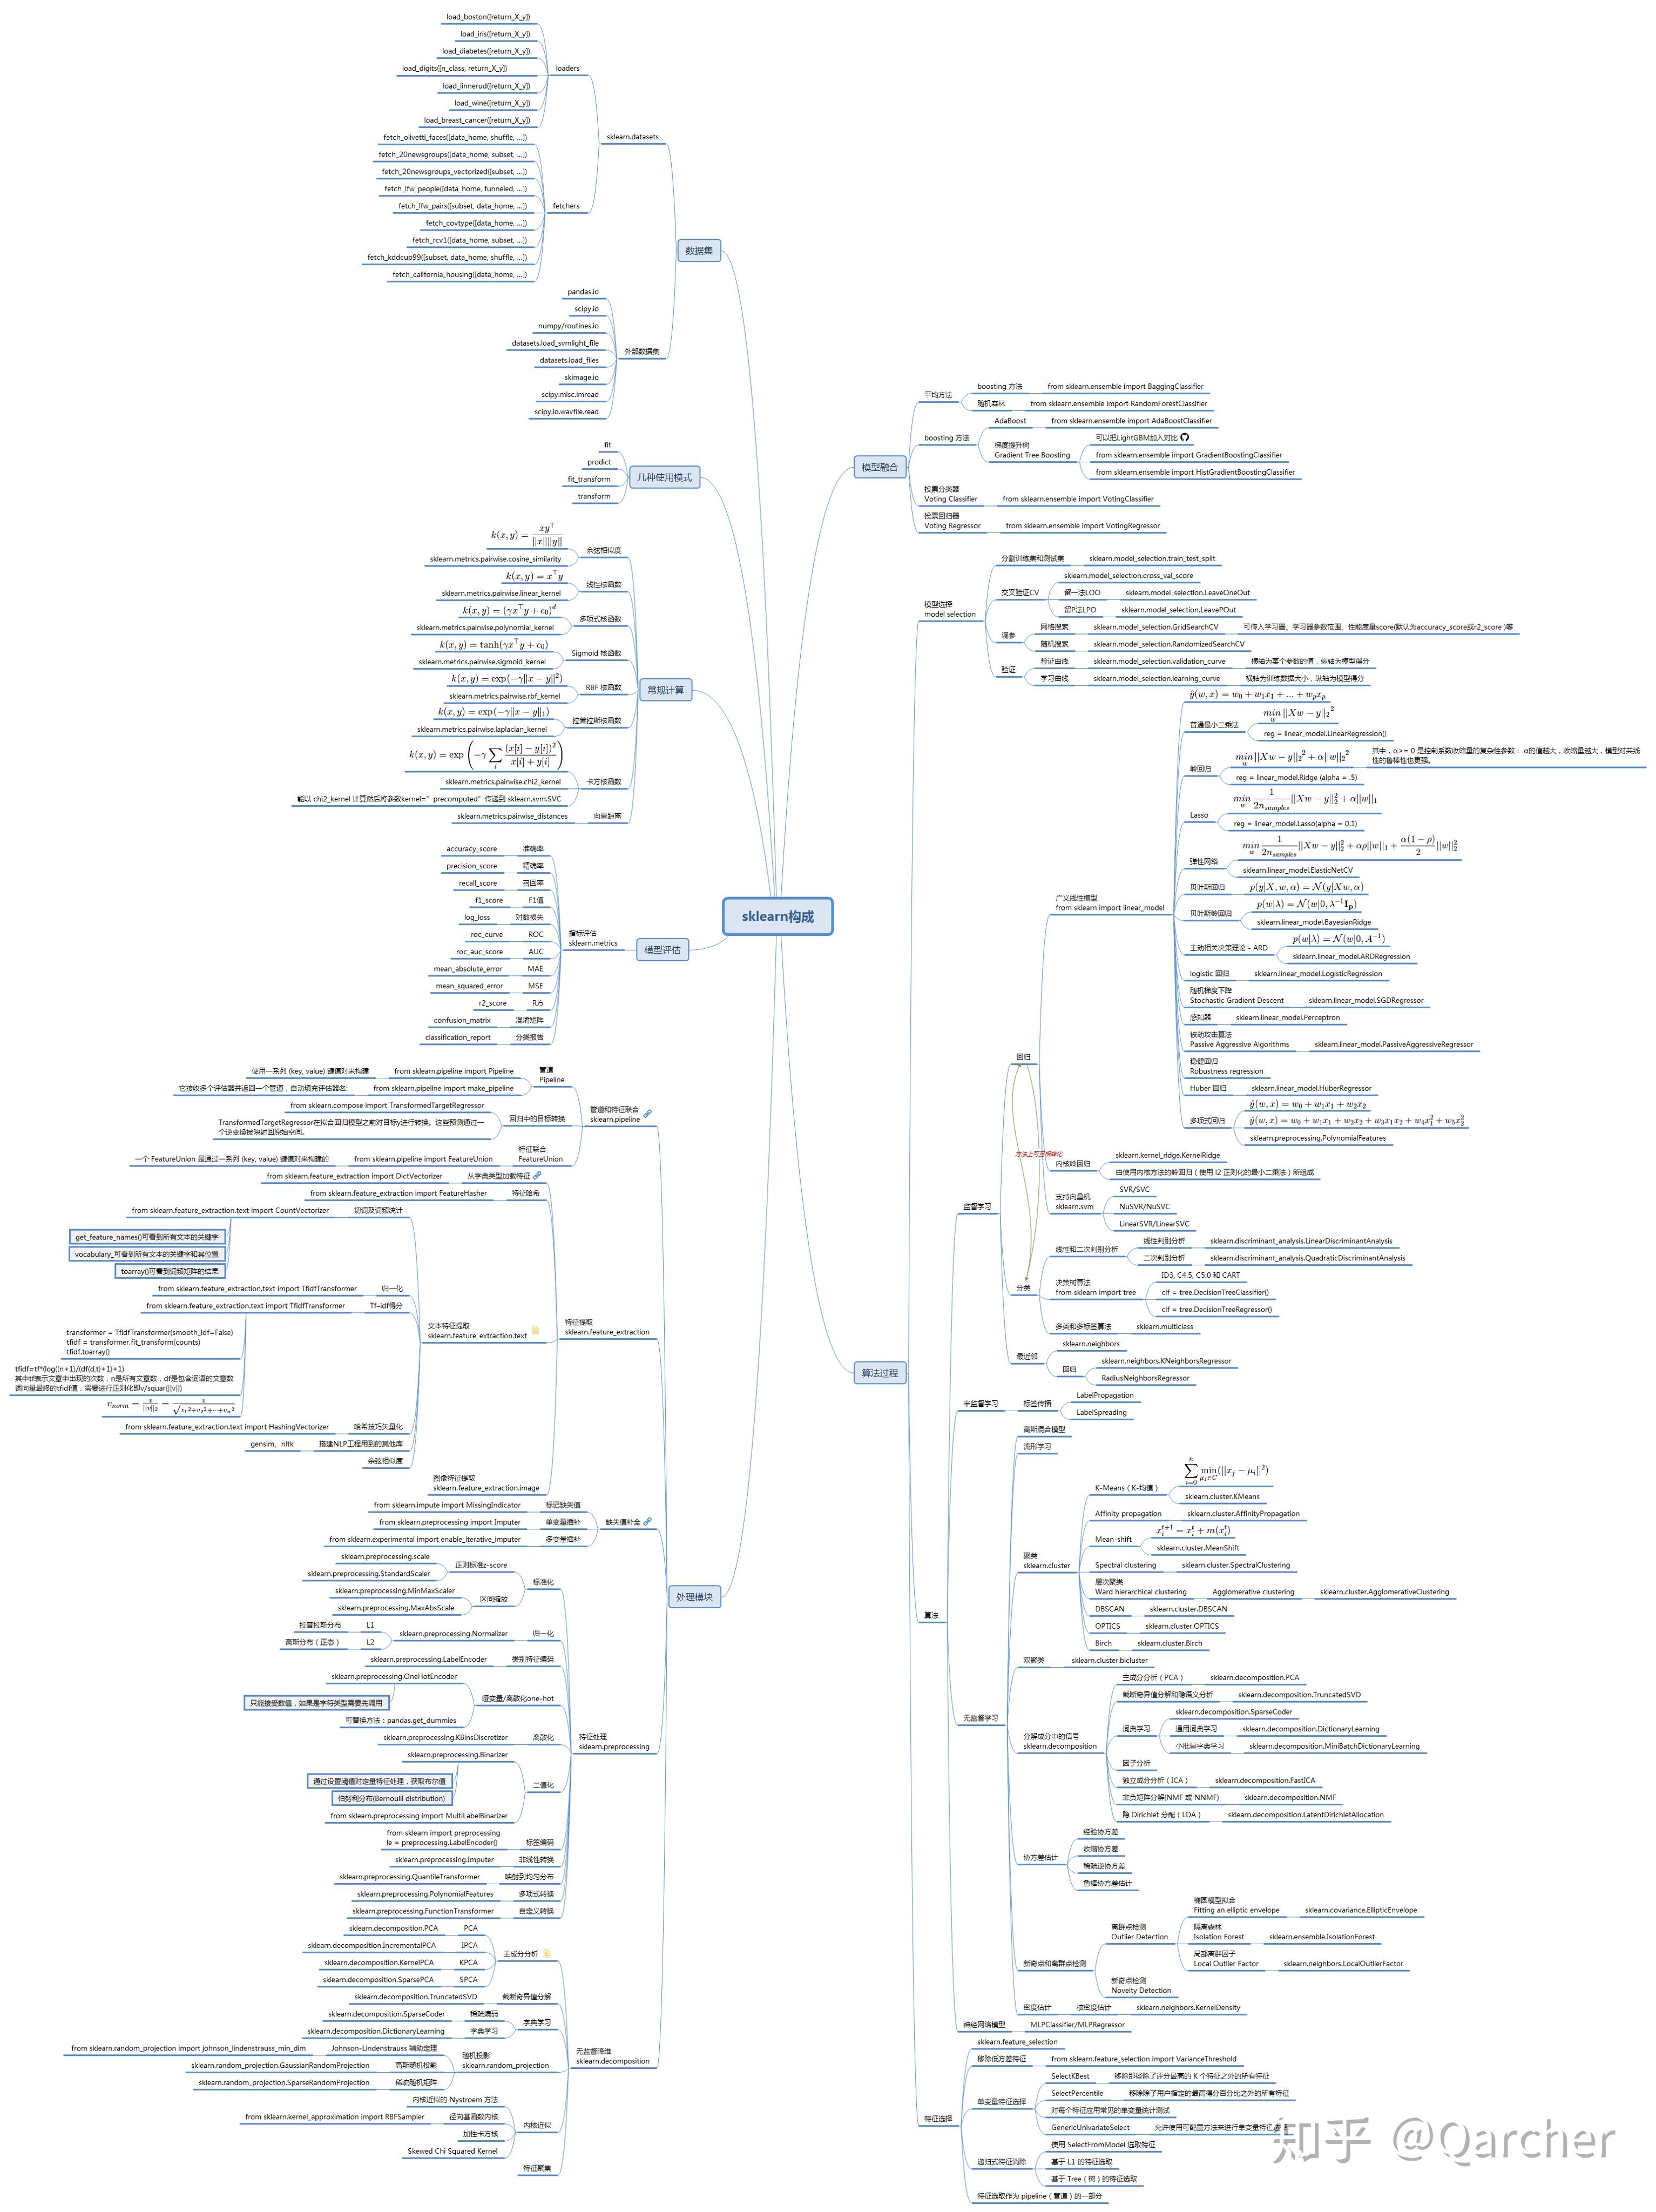 sklearn构成
数据集
sklearn.datasets
loaders
load_boston([return_X_y])
load_iris([return_X_y])
load_diabetes([return_X_y])
load_digits([n_class, return_X_y])
load_linnerud([return_X_y])
load_wine([return_X_y])
load_breast_cancer([return_X_y])
fetchers
fetch_olivetti_faces([data_home, shuffle, ...])
fetch_20newsgroups([data_home, subset, ...])
fetch_20newsgroups_vectorized([subset, ...])
fetch_lfw_people([data_home, funneled, ...])
fetch_lfw_pairs([subset, data_home, ...])
fetch_covtype([data_home, ...])
fetch_rcv1([data_home, subset, ...])
fetch_kddcup99([subset, data_home, shuffle, ...])
fetch_california_housing([data_home, ...])
外部数据集
pandas.io
scipy.io
numpy/routines.io
datasets.load_svmlight_file
datasets.load_files
skimage.io
scipy.misc.imread
scipy.io.wavfile.read
几种使用模式
fit
prodict
fit_transform
transform
常规计算
余弦相似度
k(x, y) = xy⊤ / ||x||||y||
sklearn.metrics.pairwise.cosine_similarity
线性核函数
k(x, y) = x⊤y
sklearn.metrics.pairwise.linear_kernel
多项式核函数
k(x, y) = (γx⊤y + c₀)^d
sklearn.metrics.pairwise.polynomial_kernel
Sigmoid 核函数
k(x, y) = tanh(γx⊤y + c₀)
sklearn.metrics.pairwise.sigmoid_kernel
RBF 核函数
k(x, y) = exp(−γ||x − y||²)
sklearn.metrics.pairwise.rbf_kernel
拉普拉斯核函数
k(x, y) = exp(−γ||x − y||₁)
sklearn.metrics.pairwise.laplacian_kernel
卡方核函数
k(x, y) = exp(−γ ∑i (x[i] − y[i])² / (x[i] + y[i]))
sklearn.metrics.pairwise.chi2_kernel
能以 chi2_kernel 计算然后将参数kernel=”precomputed”传递到 sklearn.svm.SVC
向量距离
sklearn.metrics.pairwise_distances
模型评估
指标评估
sklearn.metrics
accuracy_score 准确率
precision_score 精确率
recall_score 召回率
f1_score F1值
log_loss 对数损失
roc_curve ROC
roc_auc_score AUC
mean_absolute_error MAE
mean_squared_error MSE
r2_score R方
confusion_matrix 混淆矩阵
classification_report 分类报告
处理模块
管道和特征联合
sklearn.pipeline
管道
Pipeline
使用一系列 (key, value) 键值对来构建 from sklearn.pipeline import Pipeline
它接收多个评估器并返回一个管道，自动填充评估器名: from sklearn.pipeline import make_pipeline
回归中的目标转换
from sklearn.compose import TransformedTargetRegressor
TransformedTargetRegressor在拟合回归模型之前对目标y进行转换。这些预测通过一
个逆变换被映射回原始空间。
特征联合
FeatureUnion
一个 FeatureUnion 是通过一系列 (key, value) 键值对来构建的 from sklearn.pipeline import FeatureUnion
特征提取
sklearn.feature_extraction
from sklearn.feature_extraction import DictVectorizer 从字典类型加载特征
from sklearn.feature_extraction import FeatureHasher 特征哈希
文本特征提取
sklearn.feature_extraction.text
from sklearn.feature_extraction.text import CountVectorizer 切词及词频统计
get_feature_names()可看到所有文本的关键字
vocabulary_可看到所有文本的关键字和其位置
toarray()可看到词频矩阵的结果
from sklearn.feature_extraction.text import TfidfTransformer 归一化
from sklearn.feature_extraction.text import TfidfTransformer Tf-idf得分
transformer = TfidfTransformer(smooth_idf=False)
tfidf = transformer.fit_transform(counts)
tfidf.toarray()
tfidf=tf*(log((n+1)/(df(d,t)+1)+1)
其中tf表示文章中出现的次数，n是所有文章数，df是包含词语的文章数
词向量最终的tfidf值，需要进行正则化即v/squar(||v||)
v_norm = v / ||v||₂ = v / √(v₁² + v₂² + ··· + vₙ²)
from sklearn.feature_extraction.text import HashingVectorizer 哈希技巧矢量化
gensim、nltk 搭建NLP工程用到的其他库
余弦相似度
图像特征提取
sklearn.feature_extraction.image
缺失值补全
from sklearn.impute import MissingIndicator 标记缺失值
from sklearn.preprocessing import Imputer 单变量插补
from sklearn.experimental import enable_iterative_imputer 多变量插补
特征处理
sklearn.preprocessing
标准化
正则标准z-score
sklearn.preprocessing.scale
sklearn.preprocessing.StandardScaler
区间缩放
sklearn.preprocessing.MinMaxScaler
sklearn.preprocessing.MaxAbsScale
归一化
sklearn.preprocessing.Normalizer
拉普拉斯分布 L1
高斯分布（正态） L2
sklearn.preprocessing.LabelEncoder 类别特征编码
哑变量/离散化one-hot
sklearn.preprocessing.OneHotEncoder
只能接受数值，如果是字符类型需要先调用
可替换方法：pandas.get_dummies
sklearn.preprocessing.KBinsDiscretizer 离散化
二值化
sklearn.preprocessing.Binarizer
通过设置阈值对定量特征处理，获取布尔值
伯努利分布(Bernoulli distribution)
from sklearn.preprocessing import MultiLabelBinarizer
from sklearn import preprocessing
le = preprocessing.LabelEncoder() 标签编码
sklearn.preprocessing.Imputer 非线性转换
sklearn.preprocessing.QuantileTransformer 映射到均匀分布
sklearn.preprocessing.PolynomialFeatures 多项式转换
sklearn.preprocessing.FunctionTransformer 自定义转换
无监督降维
sklearn.decomposition
主成分分析
sklearn.decomposition.PCA PCA
sklearn.decomposition.IncrementalPCA IPCA
sklearn.decomposition.KernelPCA KPCA
sklearn.decomposition.SparsePCA SPCA
sklearn.decomposition.TruncatedSVD 截断奇异值分解
字典学习
sklearn.decomposition.SparseCoder 稀疏编码
sklearn.decomposition.DictionaryLearning 字典学习
随机投影
sklearn.random_projection
from sklearn.random_projection import johnson_lindenstrauss_min_dim Johnson-Lindenstrauss 辅助定理
sklearn.random_projection.GaussianRandomProjection 高斯随机投影
sklearn.random_projection.SparseRandomProjection 稀疏随机矩阵
内核近似
内核近似的 Nystroem 方法
from sklearn.kernel_approximation import RBFSampler 径向基函数内核
加性卡方核
Skewed Chi Squared Kernel
特征聚集
模型融合
平均方法
boosting 方法 from sklearn.ensemble import BaggingClassifier
随机森林 from sklearn.ensemble import RandomForestClassifier
boosting 方法
AdaBoost from sklearn.ensemble import AdaBoostClassifier
梯度提升树
Gradient Tree Boosting
可以把LightGBM加入对比
from sklearn.ensemble import GradientBoostingClassifier
from sklearn.ensemble import HistGradientBoostingClassifier
投票分类器
Voting Classifier from sklearn.ensemble import VotingClassifier
投票回归器
Voting Regressor from sklearn.ensemble import VotingRegressor
算法过程
模型选择
model selection
分割训练集和测试集 sklearn.model_selection.train_test_split
交叉验证CV
sklearn.model_selection.cross_val_score
留一法LOO sklearn.model_selection.LeaveOneOut
留P法LPO sklearn.model_selection.LeavePOut
调参
网格搜索 sklearn.model_selection.GridSearchCV 可传入学习器、学习器参数范围、性能度量score(默认为accuracy_score或r2_score )等
随机搜索 sklearn.model_selection.RandomizedSearchCV
验证
验证曲线 sklearn.model_selection.validation_curve 横轴为某个参数的值，纵轴为模型得分
学习曲线 sklearn.model_selection.learning_curve 横轴为训练数据大小，纵轴为模型得分
算法
监督学习
回归
方法上可互相转化
广义线性模型
from sklearn import linear_model
ŷ(w, x) = w₀ + w₁x₁ + ... + wₚxₚ
普通最小二乘法
min w ||Xw − y||₂²
reg = linear_model.LinearRegression()
岭回归
min w ||Xw − y||₂² + α||w||₂²
其中，α>= 0 是控制系数收缩量的复杂性参数： α的值越大，收缩量越大，模型对共线
性的鲁棒性也更强。
reg = linear_model.Ridge (alpha = .5)
Lasso
min w 1/(2n_samples) ||Xw − y||₂² + α||w||₁
reg = linear_model.Lasso(alpha = 0.1)
弹性网络
min w 1/(2n_samples) ||Xw − y||₂² + αρ||w||₁ + α(1 − ρ)/2 ||w||₂²
sklearn.linear_model.ElasticNetCV
贝叶斯回归 p(y|X, w, α) = N(y|Xw, α)
贝叶斯岭回归
p(w|λ) = N(w|0, λ⁻¹Iₚ)
sklearn.linear_model.BayesianRidge
主动相关决策理论 - ARD
p(w|λ) = N(w|0, A⁻¹)
sklearn.linear_model.ARDRegression
logistic 回归 sklearn.linear_model.LogisticRegression
随机梯度下降
Stochastic Gradient Descent sklearn.linear_model.SGDRegressor
感知器 sklearn.linear_model.Perceptron
被动攻击算法
Passive Aggressive Algorithms sklearn.linear_model.PassiveAggressiveRegressor
稳健回归
Robustness regression
Huber 回归 sklearn.linear_model.HuberRegressor
多项式回归
ŷ(w, x) = w₀ + w₁x₁ + w₂x₂
ŷ(w, x) = w₀ + w₁x₁ + w₂x₂ + w₃x₁x₂ + w₄x₁² + w₅x₂²
sklearn.preprocessing.PolynomialFeatures
内核岭回归
sklearn.kernel_ridge.KernelRidge
由使用内核方法的岭回归（使用 l2 正则化的最小二乘法）所组成
支持向量机
sklearn.svm
SVR/SVC
NuSVR/NuSVC
LinearSVR/LinearSVC
分类
线性和二次判别分析
线性判别分析 sklearn.discriminant_analysis.LinearDiscriminantAnalysis
二次判别分析 sklearn.discriminant_analysis.QuadraticDiscriminantAnalysis
决策树算法
from sklearn import tree
ID3, C4.5, C5.0 和 CART
clf = tree.DecisionTreeClassifier()
clf = tree.DecisionTreeRegressor()
多类和多标签算法 sklearn.multiclass
最近邻
sklearn.neighbors
回归
sklearn.neighbors.KNeighborsRegressor
RadiusNeighborsRegressor
半监督学习
标签传播
LabelPropagation
LabelSpreading
无监督学习
高斯混合模型
流形学习
聚类
sklearn.cluster
K-Means（K-均值）
∑ i=0 n min μⱼ∈C (||xⱼ − μᵢ||²)
sklearn.cluster.KMeans
Affinity propagation sklearn.cluster.AffinityPropagation
Mean-shift
xᵢᵗ⁺¹ = xᵢᵗ + m(xᵢᵗ)
sklearn.cluster.MeanShift
Spectral clustering sklearn.cluster.SpectralClustering
层次聚类
Ward hierarchical clustering Agglomerative clustering sklearn.cluster.AgglomerativeClustering
DBSCAN sklearn.cluster.DBSCAN
OPTICS sklearn.cluster.OPTICS
Birch sklearn.cluster.Birch
双聚类 sklearn.cluster.bicluster
分解成分中的信号
sklearn.decomposition
主成分分析（PCA） sklearn.decomposition.PCA
截断奇异值分解和隐语义分析 sklearn.decomposition.TruncatedSVD
词典学习
sklearn.decomposition.SparseCoder
通用词典学习 sklearn.decomposition.DictionaryLearning
小批量字典学习 sklearn.decomposition.MiniBatchDictionaryLearning
因子分析
独立成分分析（ICA） sklearn.decomposition.FastICA
非负矩阵分解(NMF 或 NNMF) sklearn.decomposition.NMF
隐 Dirichlet 分配（LDA） sklearn.decomposition.LatentDirichletAllocation
协方差估计
经验协方差
收缩协方差
稀疏逆协方差
鲁棒协方差估计
新奇点和离群点检测
离群点检测
Outlier Detection
椭圆模型拟合
Fitting an elliptic envelope sklearn.covariance.EllipticEnvelope
隔离森林
Isolation Forest sklearn.ensemble.IsolationForest
局部离群因子
Local Outlier Factor sklearn.neighbors.LocalOutlierFactor
新奇点检测
Novelty Detection
密度估计 核密度估计 sklearn.neighbors.KernelDensity
神经网络模型 MLPClassifier/MLPRegressor
特征选择
sklearn.feature_selection
移除低方差特征 from sklearn.feature_selection import VarianceThreshold
单变量特征选择
SelectKBest 移除那些除了评分最高的 K 个特征之外的所有特征
SelectPercentile 移除除了用户指定的最高得分百分比之外的所有特征
对每个特征应用常见的单变量统计测试
GenericUnivariateSelect 允许使用可配置方法来进行单变量特征
递归式特征消除
使用 SelectFromModel 选取特征
基于 L1 的特征选取
基于 Tree（树）的特征选取
特征选取作为 pipeline（管道）的一部分
知乎 @Qarcher